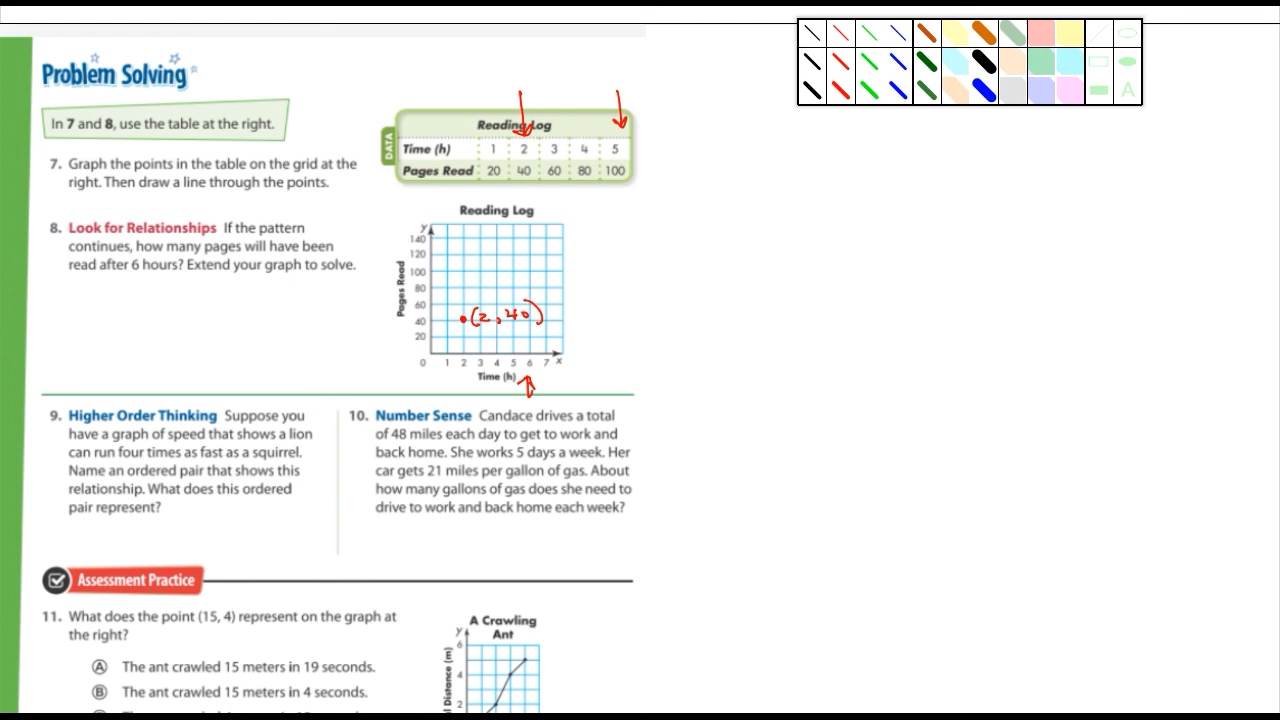 Problem Solving
In 7 and 8, use the table at the right.
7. Graph the points in the table on the grid at the
right. Then draw a line through the points.
DATA
Reading Log
Time (h) 1 2 3 4 5
Pages Read 20 40 60 80 100
8. Look for Relationships If the pattern
continues, how many pages will have been
read after 6 hours? Extend your graph to solve.
Reading Log
y
140
120
100
80
60
40
20
0 1 2 3 4 5 6 7 x
Pages Read
Time (h)
(2, 40)
9. Higher Order Thinking Suppose you
have a graph of speed that shows a lion
can run four times as fast as a squirrel.
Name an ordered pair that shows this
relationship. What does this ordered
pair represent?
10. Number Sense Candace drives a total
of 48 miles each day to get to work and
back home. She works 5 days a week. Her
car gets 21 miles per gallon of gas. About
how many gallons of gas does she need to
drive to work and back home each week?
Assessment Practice
11. What does the point (15, 4) represent on the graph at
the right?
A The ant crawled 15 meters in 19 seconds.
B The ant crawled 15 meters in 4 seconds.
A Crawling
Ant
y
6
4
2
Distance (m)
A